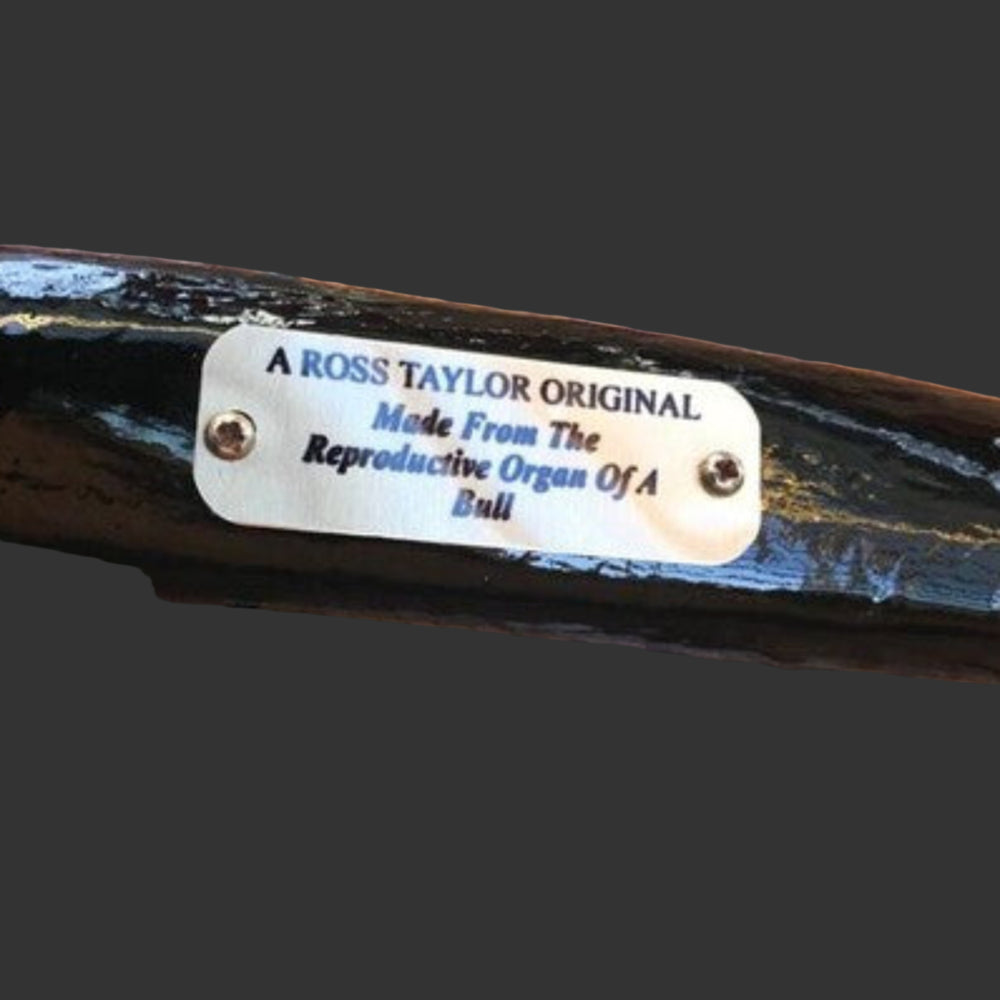 A ROSS TAYLOR ORIGINAL
Made From The
Reproductive Organ Of A
Bull